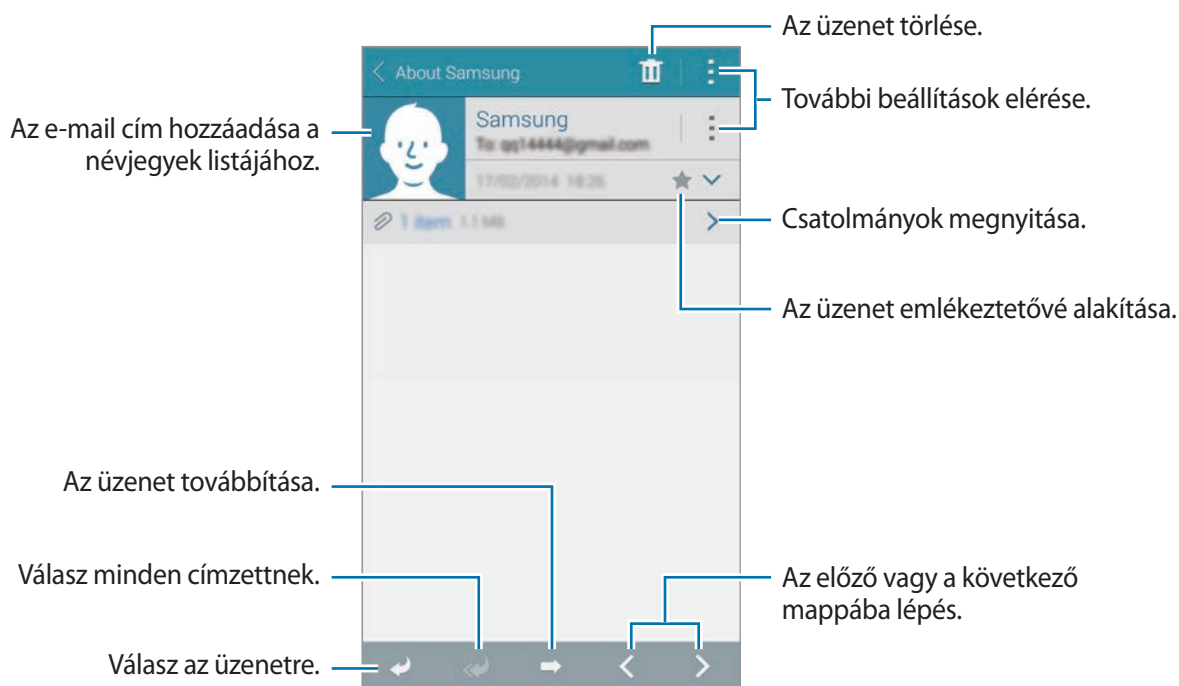 Az üzenet törlése.
About Samsung
További beállítások elérése.
Az e-mail cím hozzáadása a
névjegyek listájához.
Samsung
To: qq14444@gmail.com
17/02/2014 18:26
Csatolmányok megnyitása.
1 item 1.1 MB
Az üzenet emlékeztetővé alakítása.
Az üzenet továbbítása.
Válasz minden címzettnek.
Az előző vagy a következő
mappába lépés.
Válasz az üzenetre.